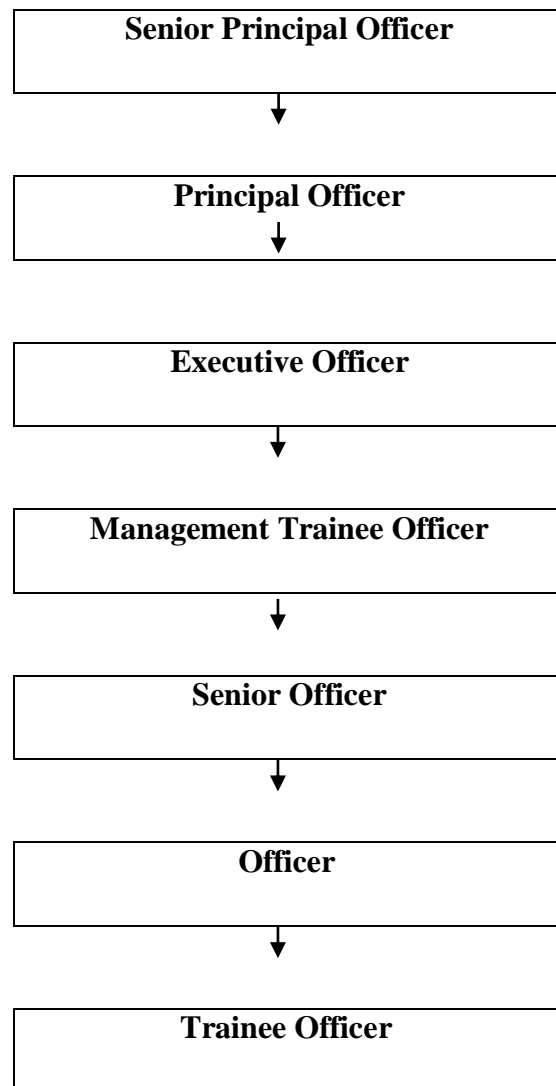 Senior Principal Officer
Principal Officer
Executive Officer
Management Trainee Officer
Senior Officer
Officer
Trainee Officer